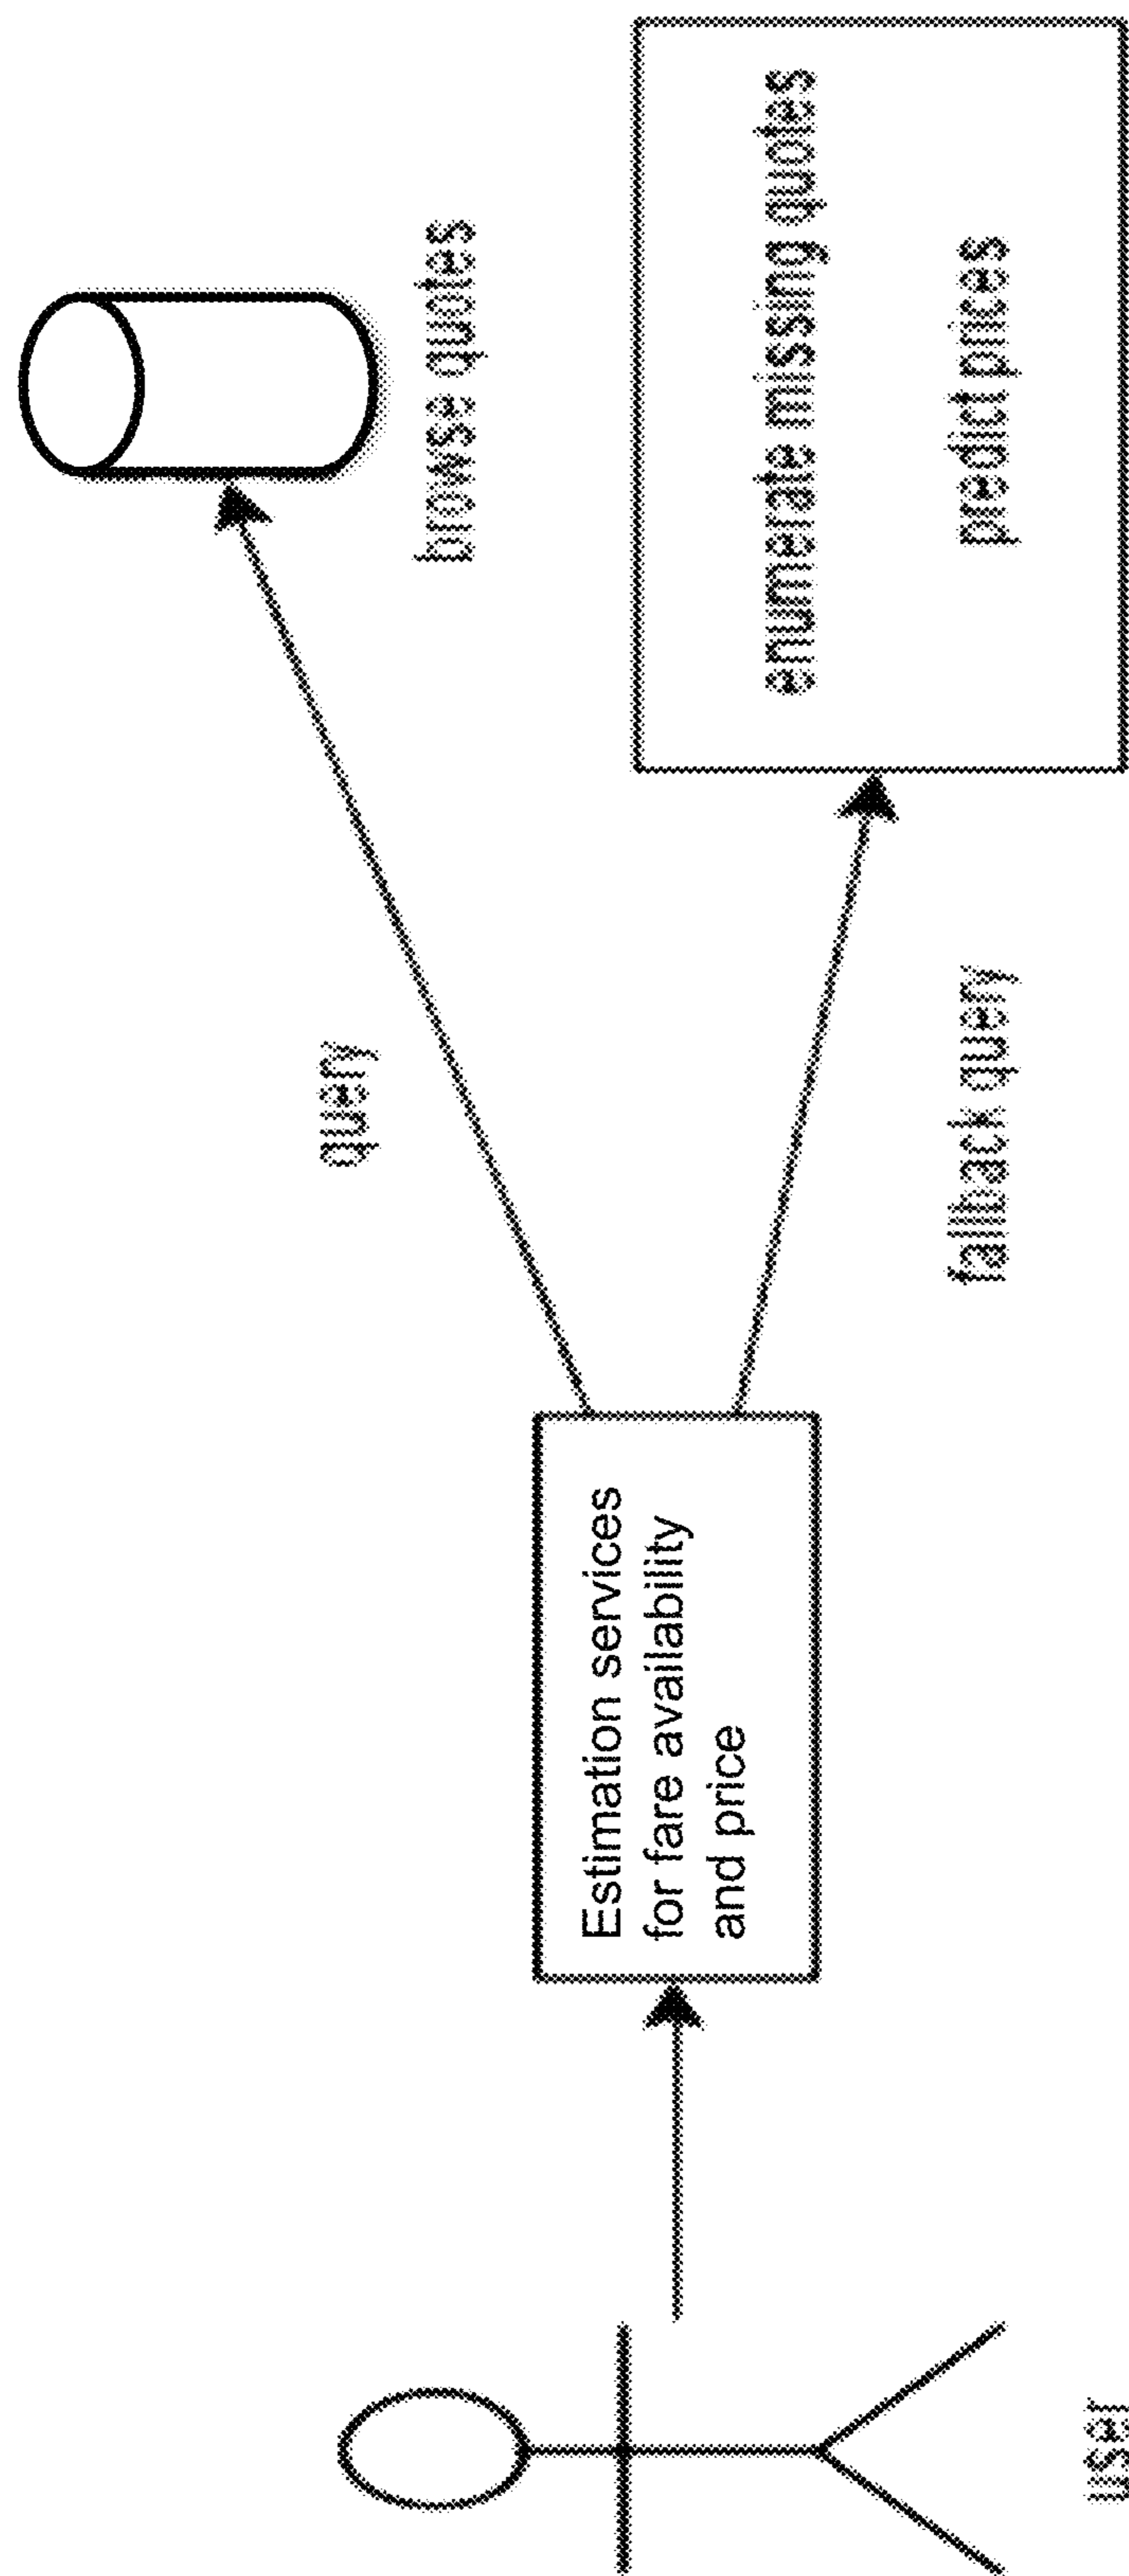 browse quotes
query
enumerate missing quotes
predict prices
Estimation services
for fare availability
and price
fallback query
user